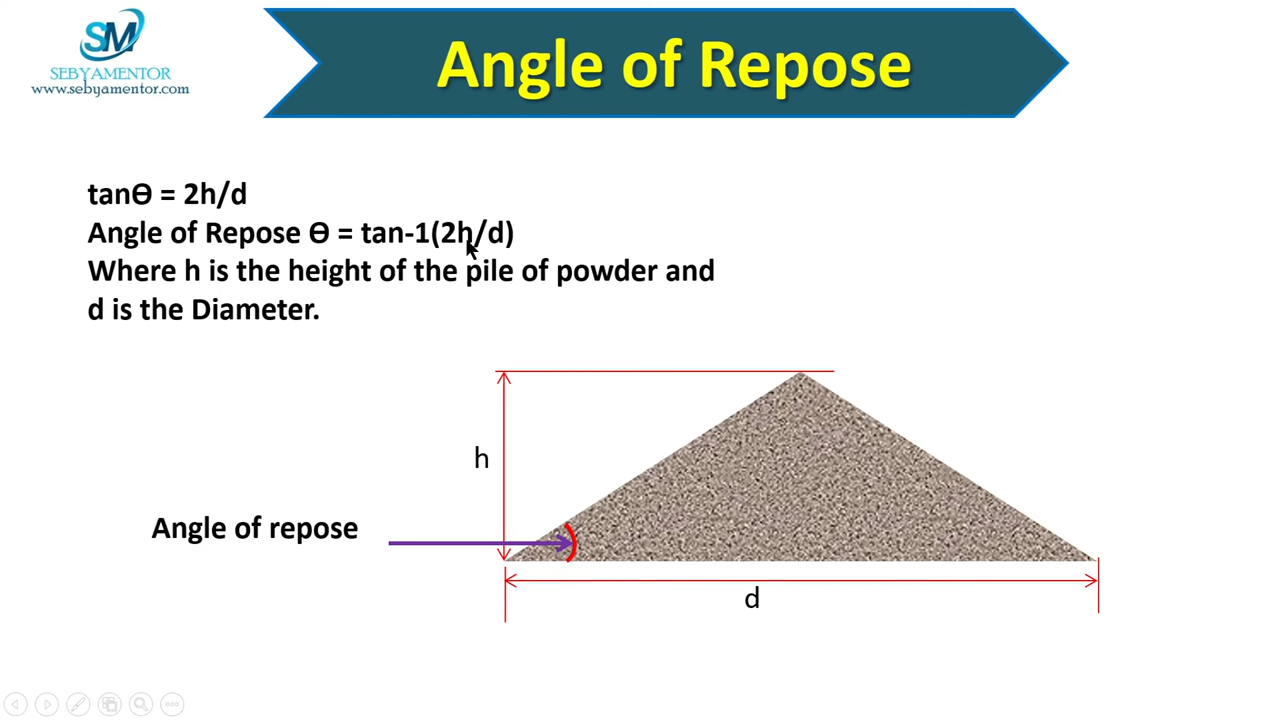 SM
SEBYAMENTOR
www.sebyamentor.com
Angle of Repose
tanƟ = 2h/d
Angle of Repose Ɵ = tan-1(2h/d)
Where h is the height of the pile of powder and
d is the Diameter.
h
Angle of repose
d